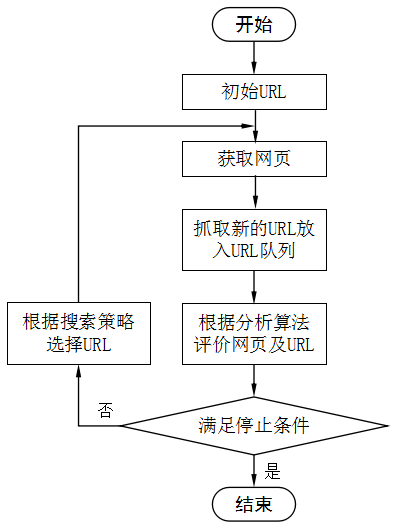 开始
初始URL
获取网页
抓取新的URL放
入URL队列
根据搜索策略
选择URL
根据分析算法
评价网页及URL
否
满足停止条件
是
结束